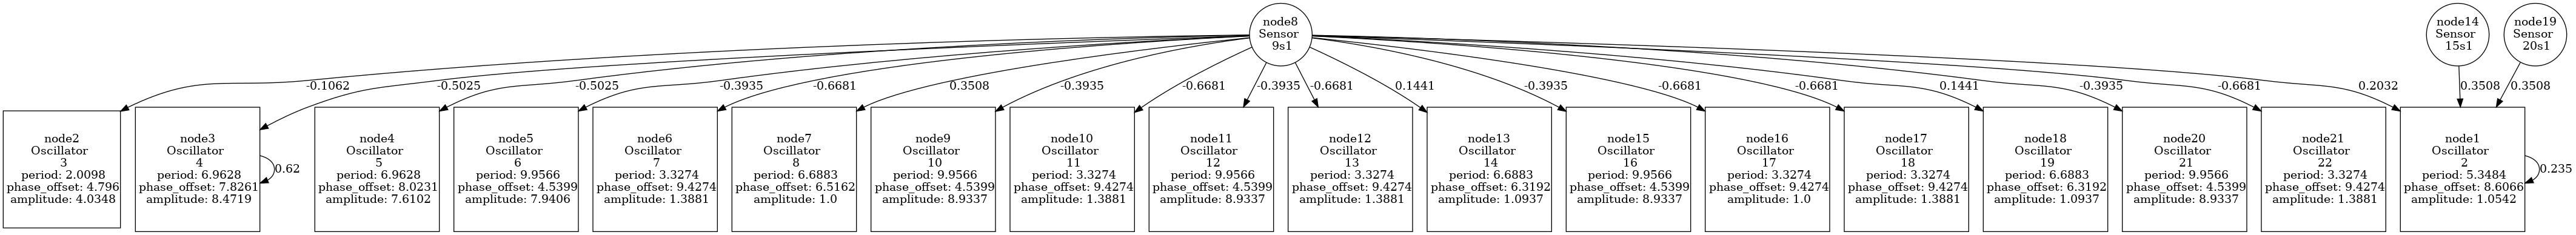 node8
Sensor
9s1
node14
Sensor
15s1
node19
Sensor
20s1
-0.1062
-0.5025
-0.5025
-0.3935
-0.6681
0.3508
-0.3935
-0.6681
-0.3935
-0.6681
0.1441
-0.3935
-0.6681
-0.6681
0.1441
-0.3935
-0.6681
0.2032
0.3508
0.3508
node2
Oscillator
3
period: 2.0098
phase_offset: 4.796
amplitude: 4.0348
node3
Oscillator
4
period: 6.9628
phase_offset: 7.8261
amplitude: 8.4719
0.62
node4
Oscillator
5
period: 6.9628
phase_offset: 8.0231
amplitude: 7.6102
node5
Oscillator
6
period: 9.9566
phase_offset: 4.5399
amplitude: 7.9406
node6
Oscillator
7
period: 3.3274
phase_offset: 9.4274
amplitude: 1.3881
node7
Oscillator
8
period: 6.6883
phase_offset: 6.5162
amplitude: 1.0
node9
Oscillator
10
period: 9.9566
phase_offset: 4.5399
amplitude: 8.9337
node10
Oscillator
11
period: 3.3274
phase_offset: 9.4274
amplitude: 1.3881
node11
Oscillator
12
period: 9.9566
phase_offset: 4.5399
amplitude: 8.9337
node12
Oscillator
13
period: 3.3274
phase_offset: 9.4274
amplitude: 1.3881
node13
Oscillator
14
period: 6.6883
phase_offset: 6.3192
amplitude: 1.0937
node15
Oscillator
16
period: 9.9566
phase_offset: 4.5399
amplitude: 8.9337
node16
Oscillator
17
period: 3.3274
phase_offset: 9.4274
amplitude: 1.0
node17
Oscillator
18
period: 3.3274
phase_offset: 9.4274
amplitude: 1.3881
node18
Oscillator
19
period: 6.6883
phase_offset: 6.3192
amplitude: 1.0937
node20
Oscillator
21
period: 9.9566
phase_offset: 4.5399
amplitude: 8.9337
node21
Oscillator
22
period: 3.3274
phase_offset: 9.4274
amplitude: 1.3881
node1
Oscillator
2
period: 5.3484
phase_offset: 8.6066
amplitude: 1.0542
0.235